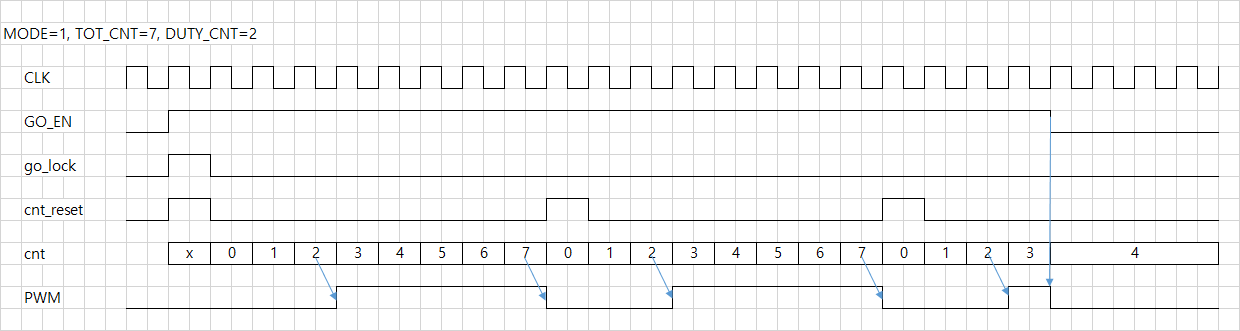 MODE=1, TOT_CNT=7, DUTY_CNT=2
CLK
GO_EN
go_lock
cnt_reset
cnt x 0 1 2 3 4 5 6 7 0 1 2 3 4 5 6 7 0 1 2 3 4
PWM